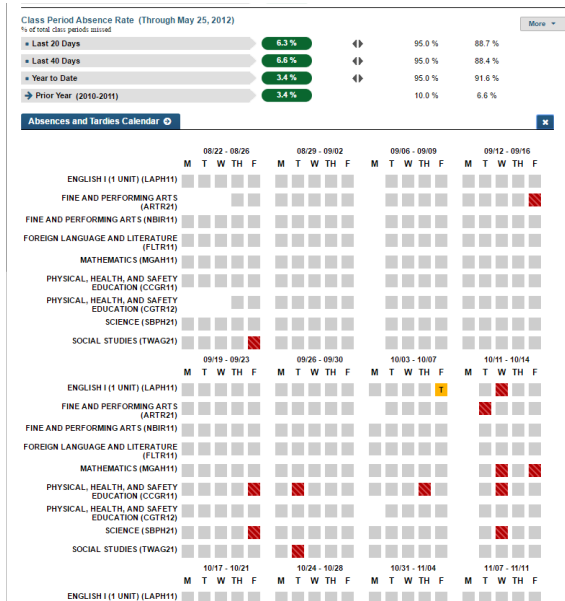 Class Period Absence Rate (Through May 25, 2012)
% of total class periods missed
More
Last 20 Days 6.3 % 95.0 % 88.7 %
Last 40 Days 6.6 % 95.0 % 88.4 %
Year to Date 3.4 % 95.0 % 91.6 %
Prior Year (2010-2011) 3.4 % 10.0 % 6.6 %
Absences and Tardies Calendar
08/22 - 08/26 08/29 - 09/02 09/06 - 09/09 09/12 - 09/16
M T W TH F M T W TH F M T W TH F M T W TH F
ENGLISH I (1 UNIT) (LAPH11)
FINE AND PERFORMING ARTS
(ARTR21)
FINE AND PERFORMING ARTS (NBIR11)
FOREIGN LANGUAGE AND LITERATURE
(FLTR11)
MATHEMATICS (MGAH11)
PHYSICAL, HEALTH, AND SAFETY
EDUCATION (CCGR11)
PHYSICAL, HEALTH, AND SAFETY
EDUCATION (CGTR12)
SCIENCE (SBPH21)
SOCIAL STUDIES (TWAG21)
09/19 - 09/23 09/26 - 09/30 10/03 - 10/07 10/11 - 10/14
M T W TH F M T W TH F M T W TH F M T W TH F
ENGLISH I (1 UNIT) (LAPH11) T
FINE AND PERFORMING ARTS
(ARTR21)
FINE AND PERFORMING ARTS (NBIR11)
FOREIGN LANGUAGE AND LITERATURE
(FLTR11)
MATHEMATICS (MGAH11)
PHYSICAL, HEALTH, AND SAFETY
EDUCATION (CCGR11)
PHYSICAL, HEALTH, AND SAFETY
EDUCATION (CGTR12)
SCIENCE (SBPH21)
SOCIAL STUDIES (TWAG21)
10/17 - 10/21 10/24 - 10/28 10/31 - 11/04 11/07 - 11/11
M T W TH F M T W TH F M T W TH F M T W TH F
ENGLISH I (1 UNIT) (LAPH11)